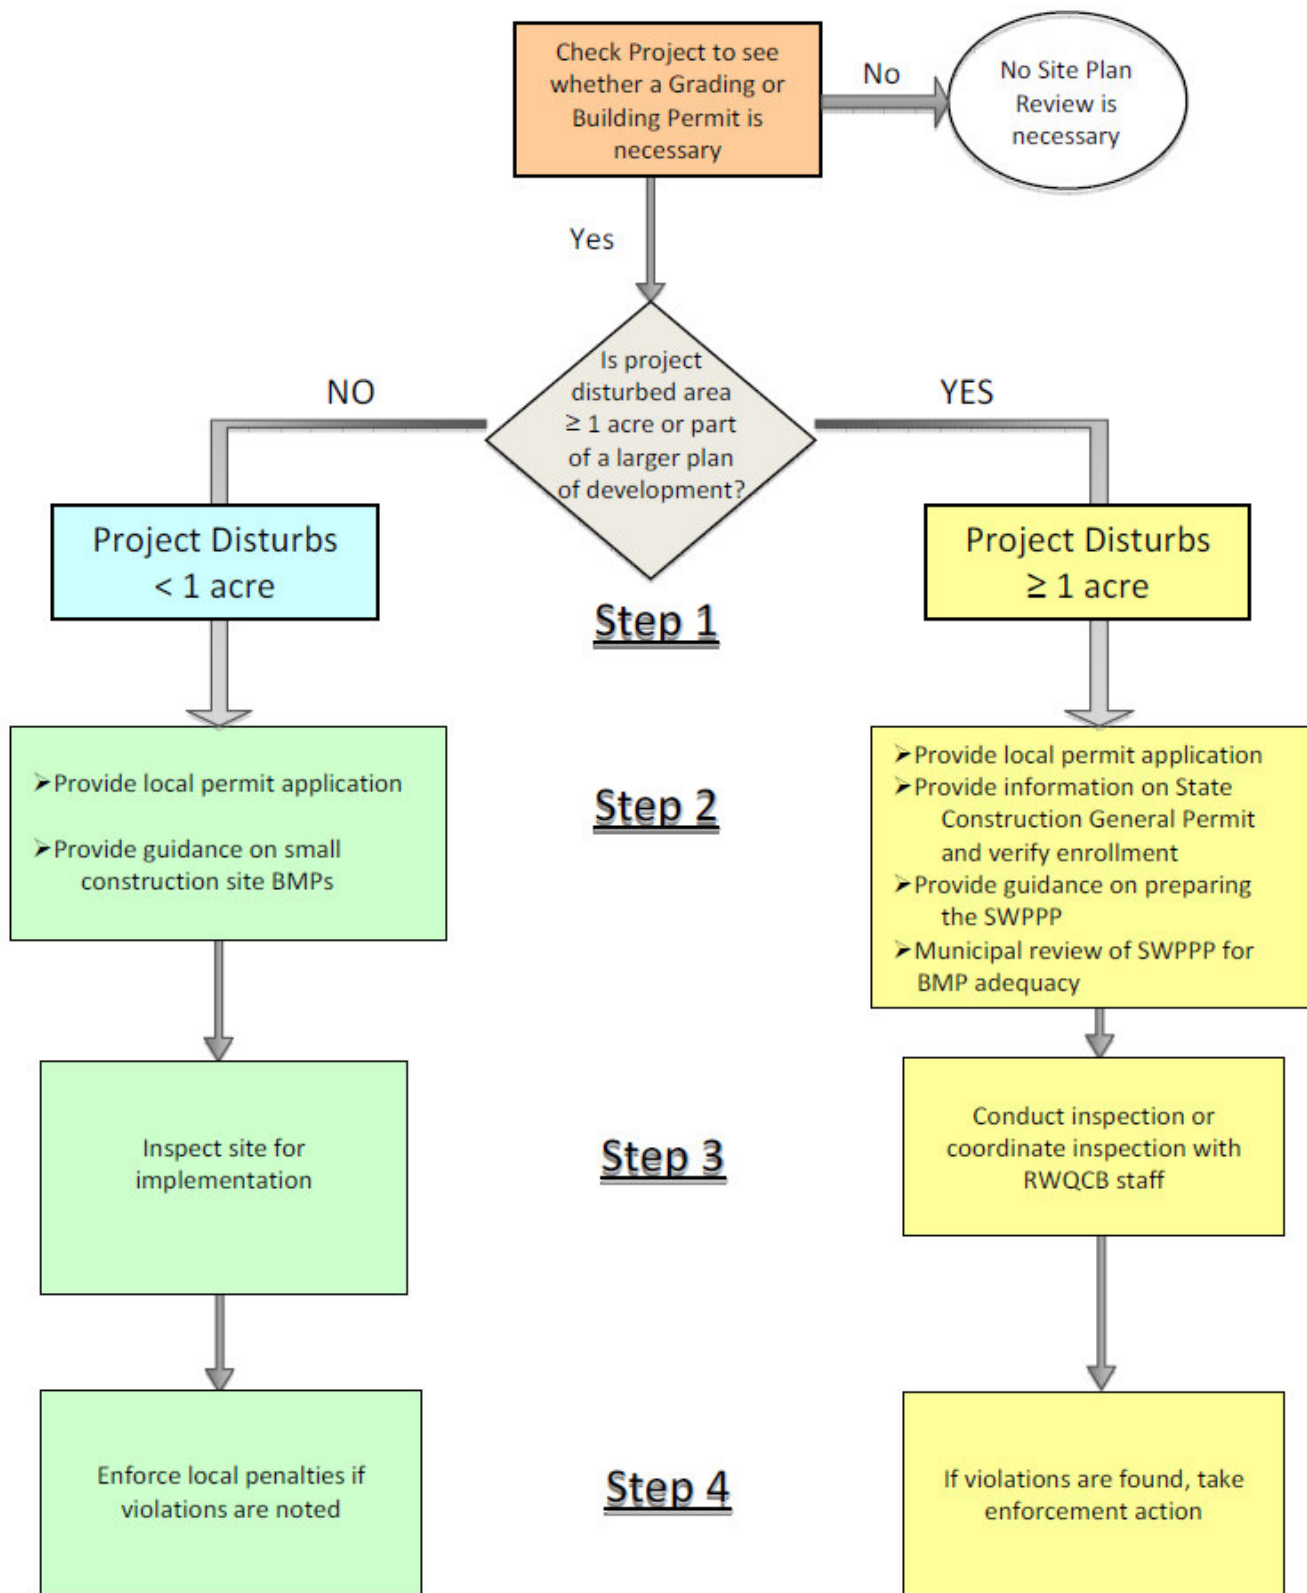 Check Project to see
whether a Grading or
Building Permit is
necessary
No
No Site Plan
Review is
necessary
Yes
Is project
disturbed area
≥ 1 acre or part
of a larger plan
of development?
NO
YES
Project Disturbs
< 1 acre
Project Disturbs
≥ 1 acre
Step 1
➢Provide local permit application
➢Provide guidance on small
construction site BMPs
Step 2
➢Provide local permit application
➢Provide information on State
Construction General Permit
and verify enrollment
➢Provide guidance on preparing
the SWPPP
➢Municipal review of SWPPP for
BMP adequacy
Inspect site for
implementation
Step 3
Conduct inspection or
coordinate inspection with
RWQCB staff
Enforce local penalties if
violations are noted
Step 4
If violations are found, take
enforcement action